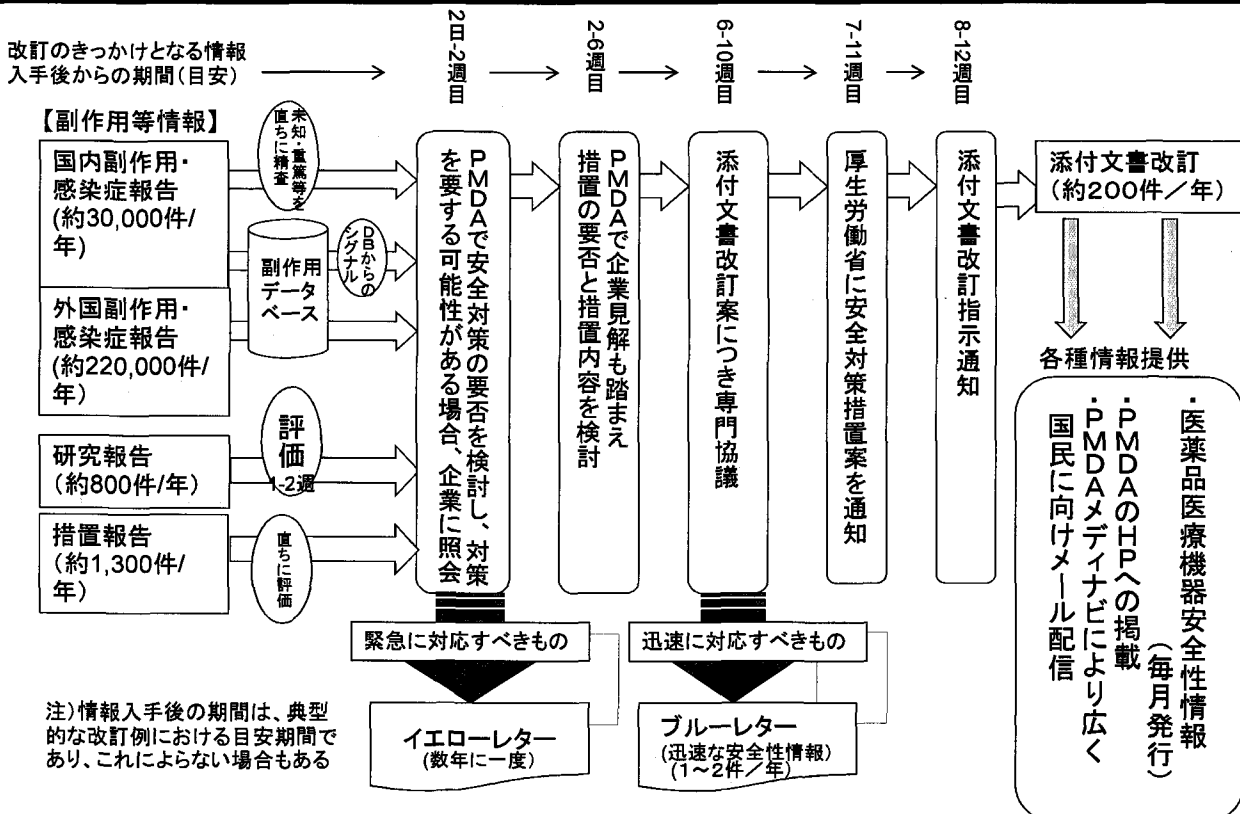 改訂のきっかけとなる情報
入手後からの期間(目安)
2日-2週目
2-6週目
6-10週目
7-11週目
8-12週目
【副作用等情報】
国内副作用・
感染症報告
(約30,000件/
年)
外国副作用・
感染症報告
(約220,000件/
年)
研究報告
(約800件/年)
措置報告
(約1,300件/
年)
未知・重篤等を
直ちに精査
副作用
データ
ベース
DBからの
シグナル
評価
1-2週
直ちに評価
PMDAで安全対策の要否を検討し、対策
を要する可能性がある場合、企業に照会
PMDAで企業見解も踏まえ
措置の要否と措置内容を検討
添付文書改訂案につき専門協議
厚生労働省に安全対策措置案を通知
添付文書改訂指示通知
添付文書改訂
(約200件/年)
各種情報提供
・医薬品医療機器安全性情報
(毎月発行)
・PMDAのHPへの掲載
・PMDAメディナビにより広く
国民に向けメール配信
緊急に対応すべきもの
イエローレター
(数年に一度)
迅速に対応すべきもの
ブルーレター
(迅速な安全性情報)
(1～2件/年)
注)情報入手後の期間は、典型
的な改訂例における目安期間で
あり、これによらない場合もある